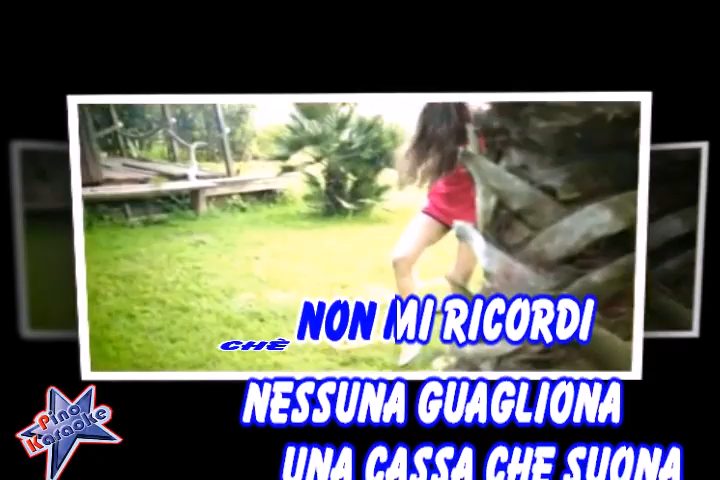 CHÈ
NON MI RICORDI
NESSUNA GUAGLIONA
UNA CASSA CHE SUONA
Pino
Karaoke